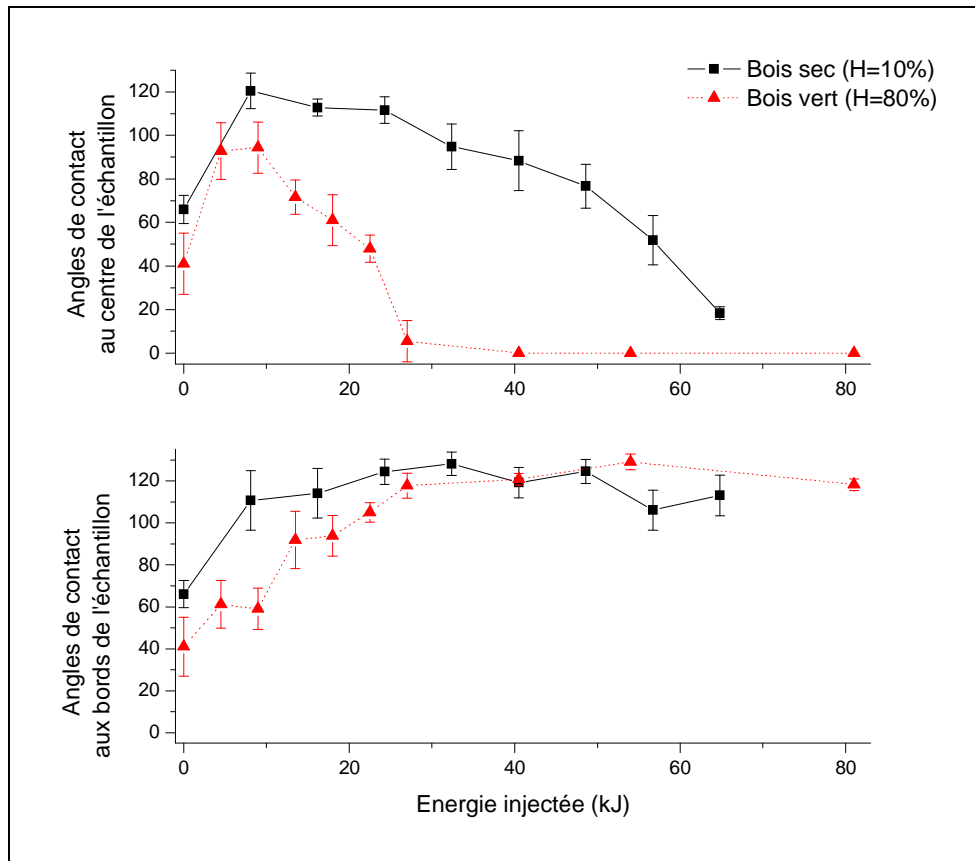 Bois sec (H=10%)
Bois vert (H=80%)
Angles de contact
au centre de l'échantillon
120
100
80
60
40
20
0
0 20 40 60 80
Angles de contact
aux bords de l'échantillon
120
100
80
60
40
20
0
0 20 40 60 80
Energie injectée (kJ)